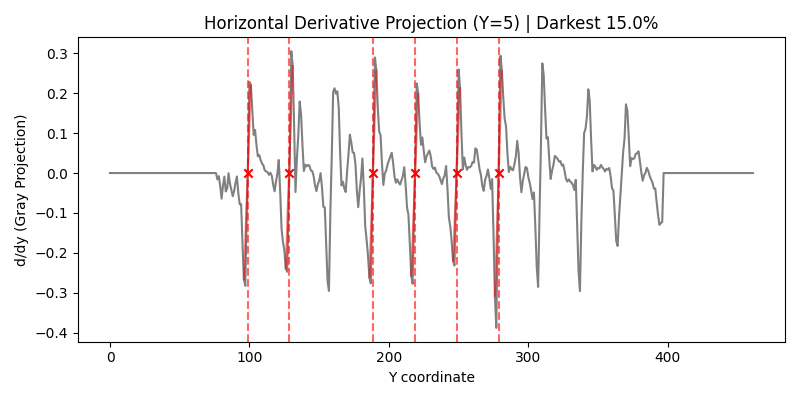 Horizontal Derivative Projection (Y=5) | Darkest 15.0%
d/dy (Gray Projection)
0.3
0.2
0.1
0.0
−0.1
−0.2
−0.3
−0.4
0 100 200 300 400
Y coordinate